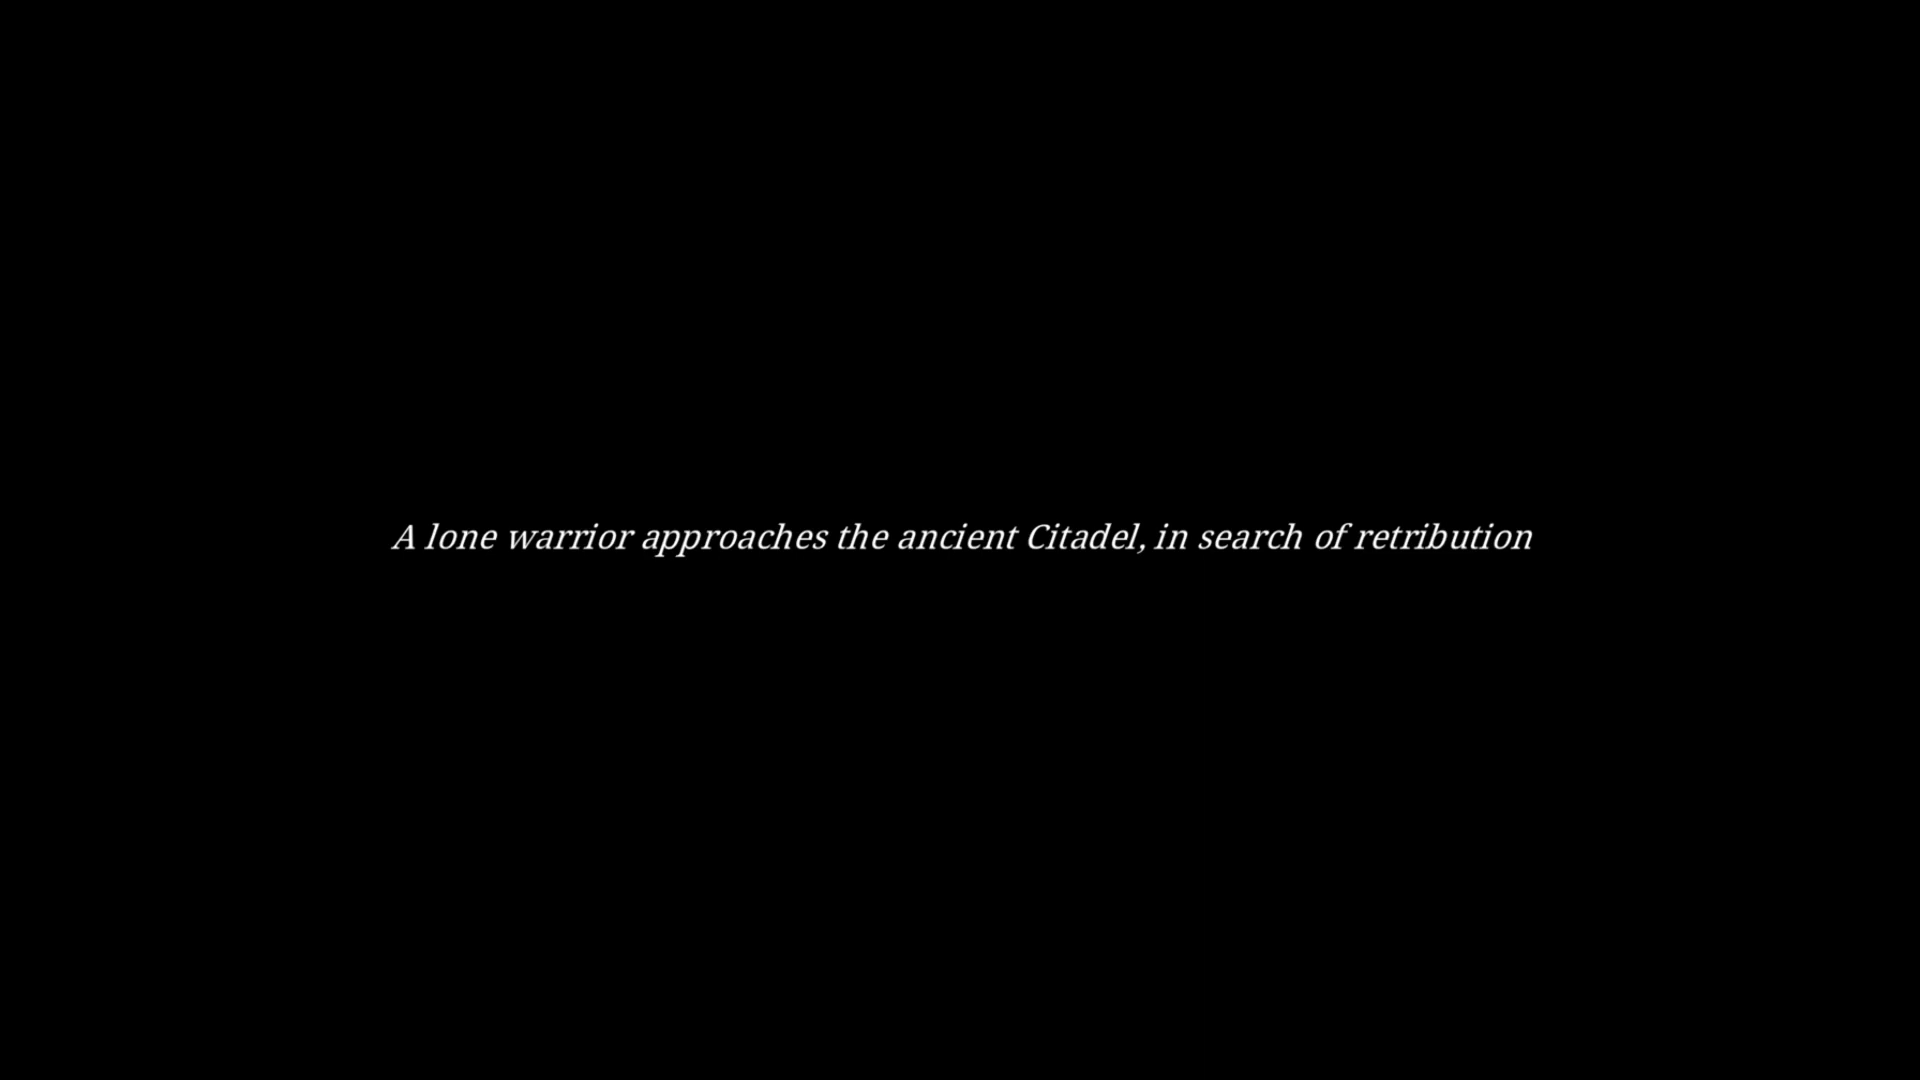 A lone warrior approaches the ancient Citadel, in search of retribution